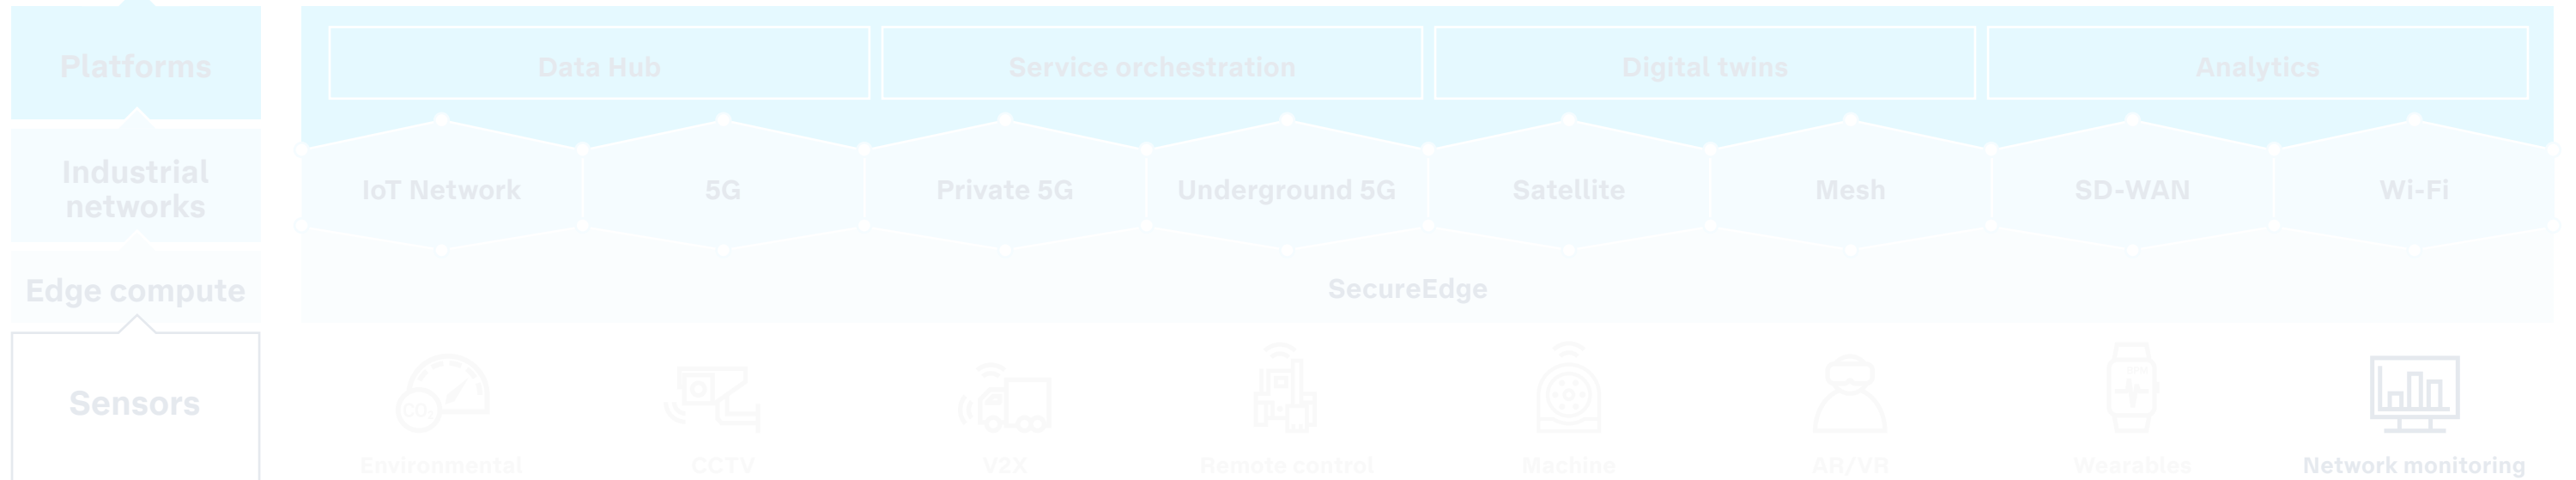 Platforms
Data Hub
Service orchestration
Digital twins
Analytics
Industrial
networks
IoT Network
5G
Private 5G
Underground 5G
Satellite
Mesh
SD-WAN
Wi-Fi
Edge compute
SecureEdge
Sensors
CO₂
Environmental
CCTV
V2X
Remote control
Machine
AR/VR
Wearables
Network monitoring